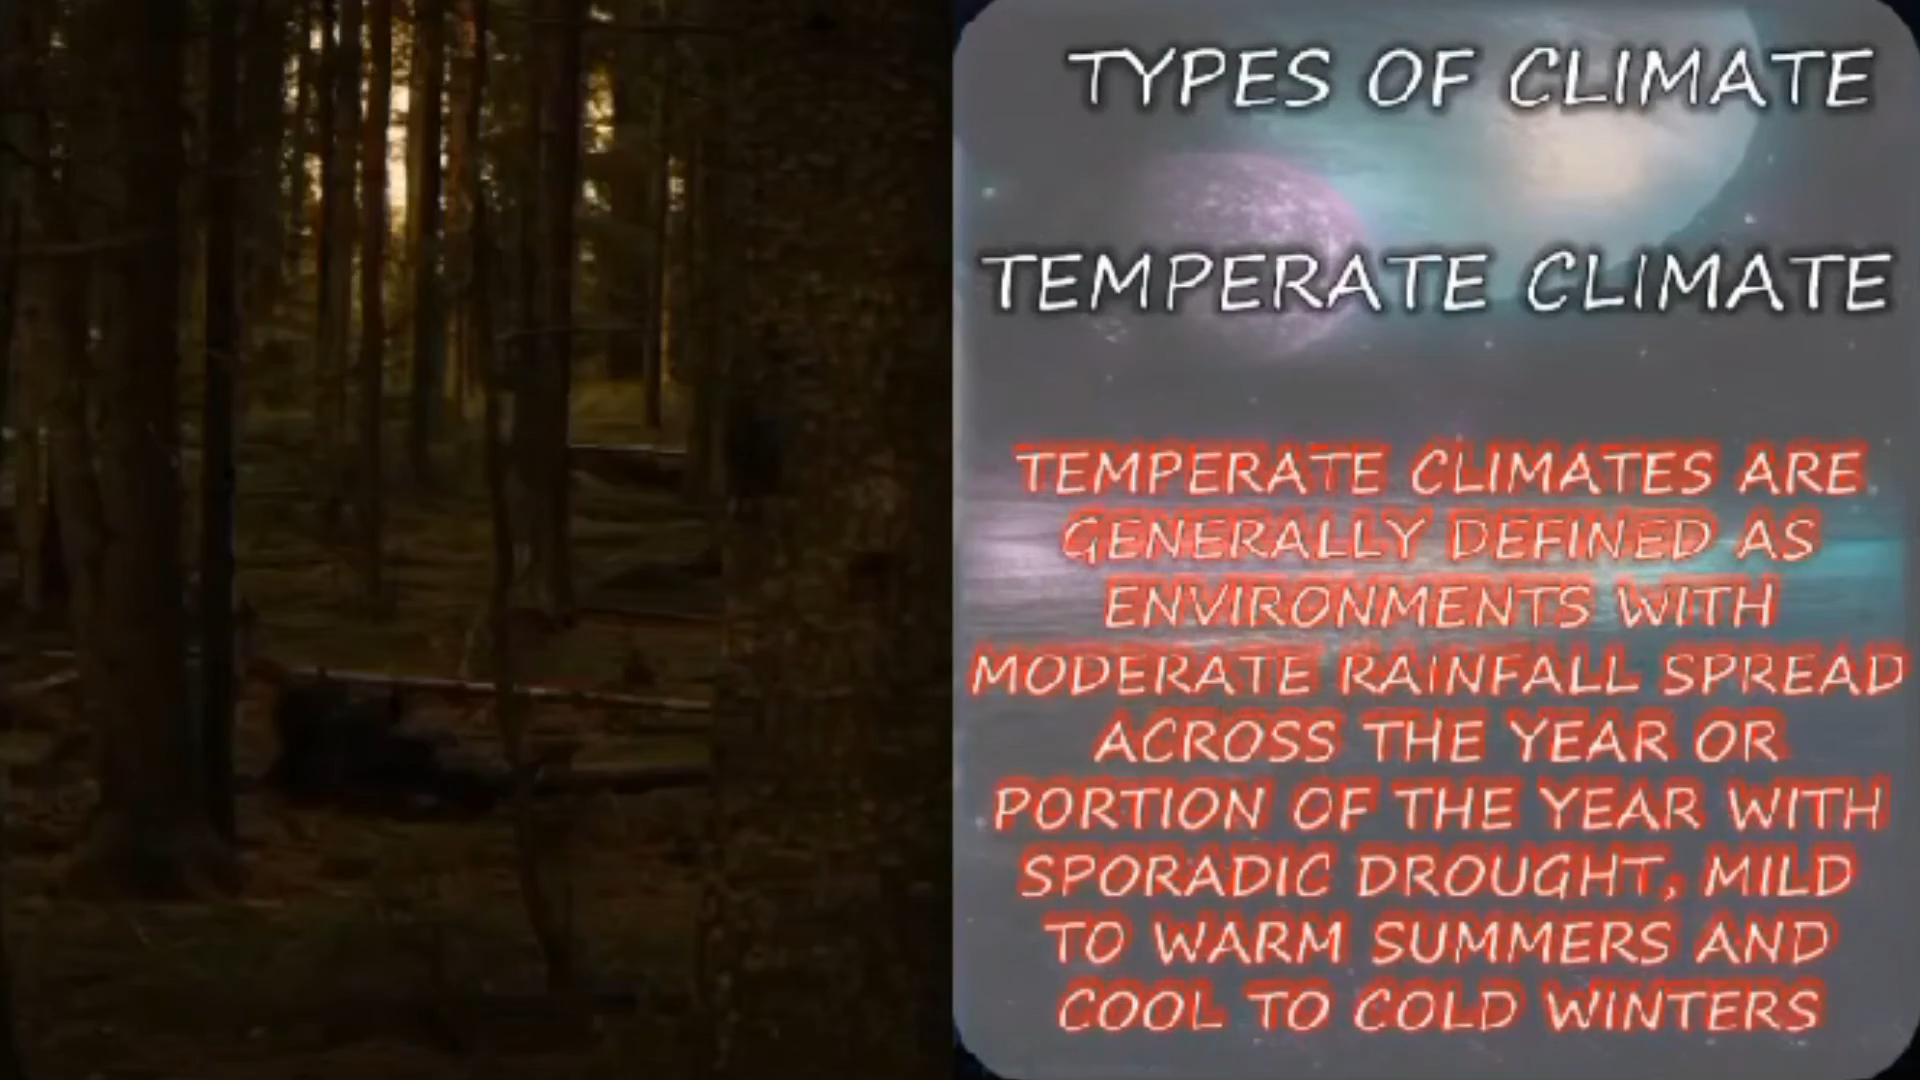 TYPES OF CLIMATE
TEMPERATE CLIMATE
TEMPERATE CLIMATES ARE
GENERALLY DEFINED AS
ENVIRONMENTS WITH
MODERATE RAINFALL SPREAD
ACROSS THE YEAR OR
PORTION OF THE YEAR WITH
SPORADIC DROUGHT, MILD
TO WARM SUMMERS AND
COOL TO COLD WINTERS